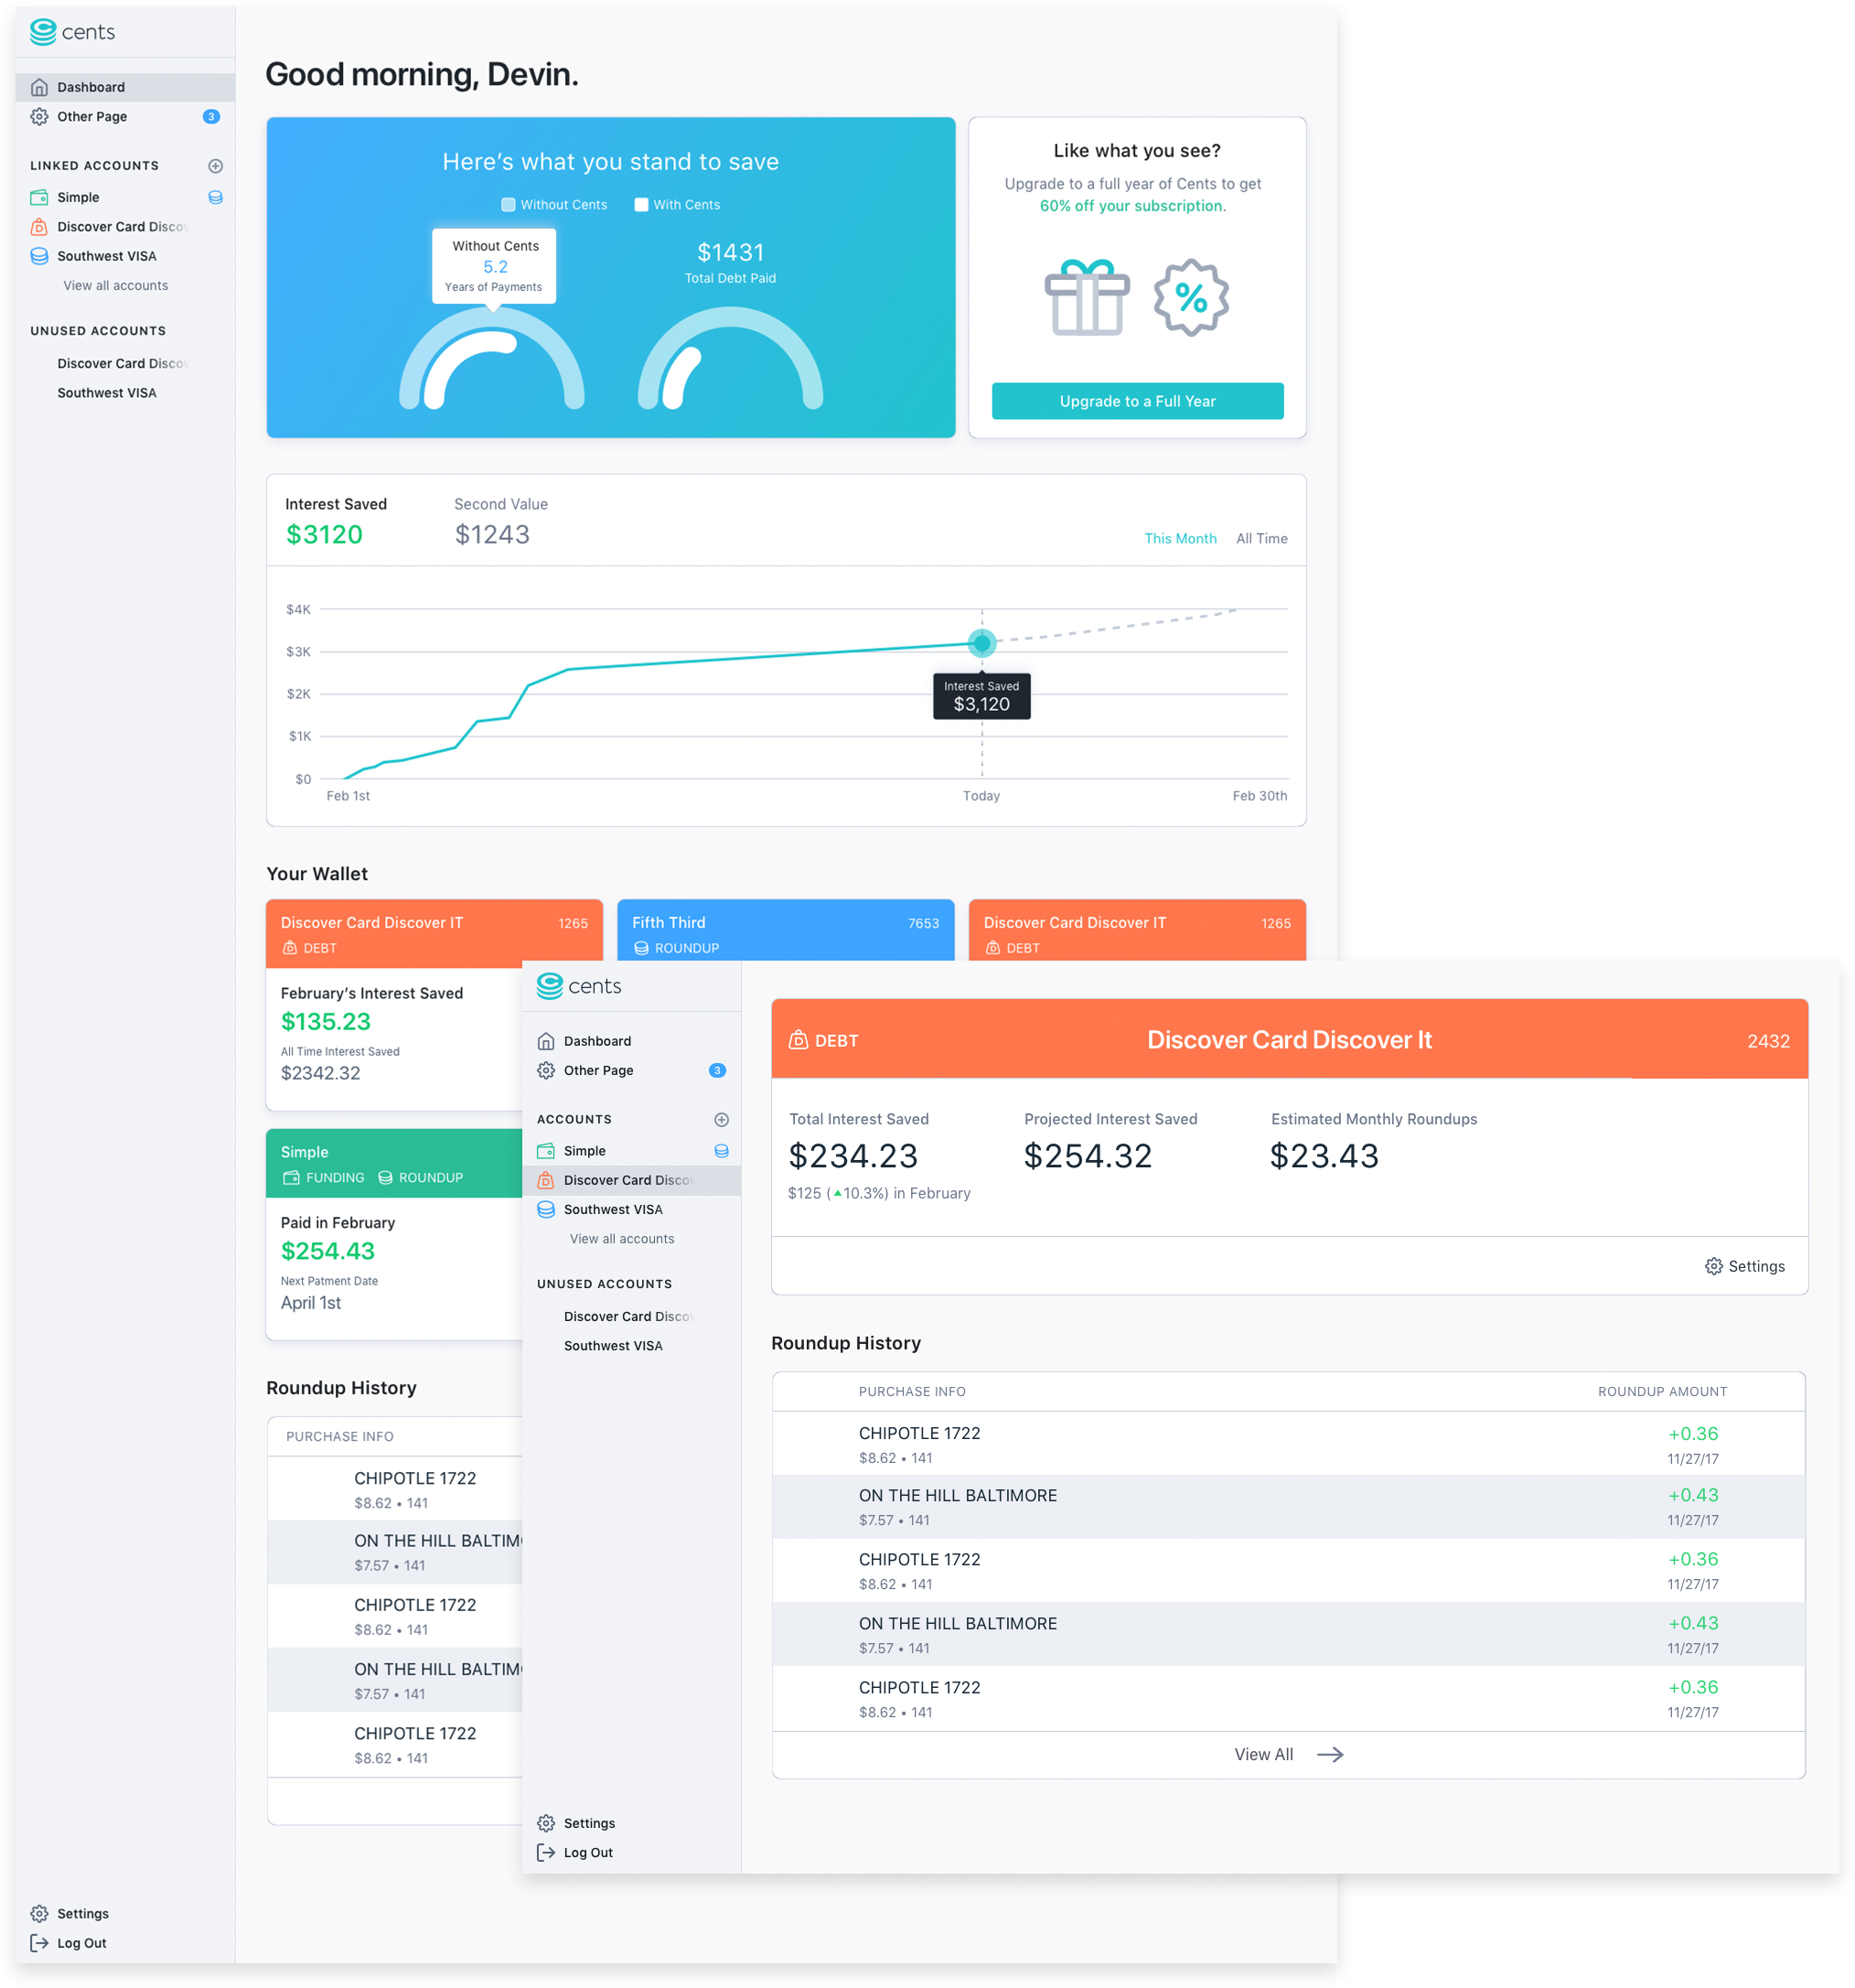 cents
Dashboard
Other Page 3
LINKED ACCOUNTS
Simple
Discover Card Disco
Southwest VISA
View all accounts
UNUSED ACCOUNTS
Discover Card Disco
Southwest VISA
Settings
Log Out
Good morning, Devin.
Here's what you stand to save
Without Cents With Cents
Without Cents
5.2
Years of Payments
$1431
Total Debt Paid
Like what you see?
Upgrade to a full year of Cents to get
60% off your subscription.
%
Upgrade to a Full Year
Interest Saved Second Value
$3120 $1243
This Month All Time
$4K
$3K
$2K
$1K
$0
Interest Saved
$3,120
Feb 1st Today Feb 30th
Your Wallet
Discover Card Discover IT 1265
D DEBT
February's Interest Saved
$135.23
All Time Interest Saved
$2342.32
Fifth Third 7653
ROUNDUP
Discover Card Discover IT 1265
D DEBT
Simple
FUNDING ROUNDUP
Paid in February
$254.43
Next Patment Date
April 1st
Roundup History
PURCHASE INFO
CHIPOTLE 1722
$8.62 • 141
ON THE HILL BALTIM
$7.57 • 141
CHIPOTLE 1722
$8.62 • 141
ON THE HILL BALTIM
$7.57 • 141
CHIPOTLE 1722
$8.62 • 141
cents
Dashboard
Other Page 3
ACCOUNTS
Simple
Discover Card Disco
Southwest VISA
View all accounts
UNUSED ACCOUNTS
Discover Card Disco
Southwest VISA
Settings
Log Out
D DEBT Discover Card Discover It 2432
Total Interest Saved Projected Interest Saved Estimated Monthly Roundups
$234.23 $254.32 $23.43
$125 (▲10.3%) in February
Settings
Roundup History
PURCHASE INFO ROUNDUP AMOUNT
CHIPOTLE 1722 +0.36
$8.62 • 141 11/27/17
ON THE HILL BALTIMORE +0.43
$7.57 • 141 11/27/17
CHIPOTLE 1722 +0.36
$8.62 • 141 11/27/17
ON THE HILL BALTIMORE +0.43
$7.57 • 141 11/27/17
CHIPOTLE 1722 +0.36
$8.62 • 141 11/27/17
View All →